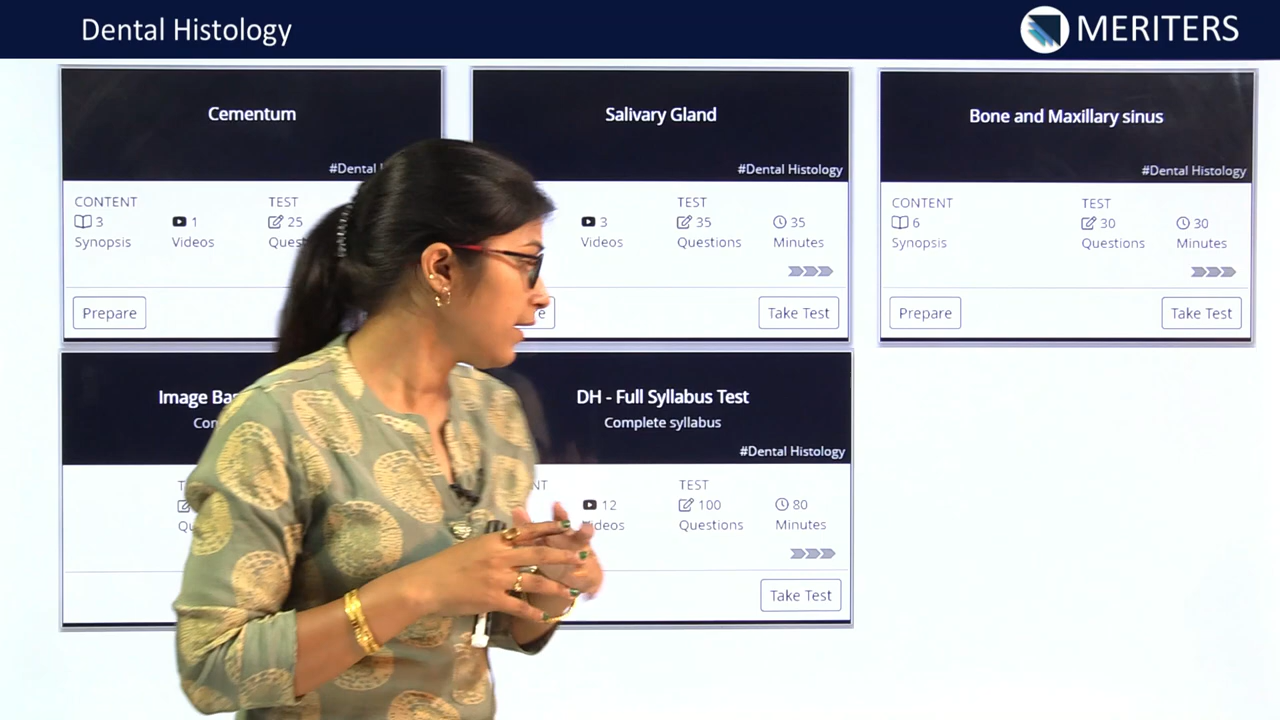 Dental Histology
MERITERS
Cementum
#Dental
CONTENT
TEST
3
1
25
Synopsis
Videos
Prepare
Salivary Gland
#Dental Histology
TEST
3
35
35
Videos
Questions
Minutes
Take Test
Bone and Maxillary sinus
#Dental Histology
CONTENT
TEST
6
30
30
Synopsis
Questions
Minutes
Prepare
Take Test
Image
DH - Full Syllabus Test
Complete syllabus
#Dental Histology
TEST
12
100
80
Videos
Questions
Minutes
Take Test